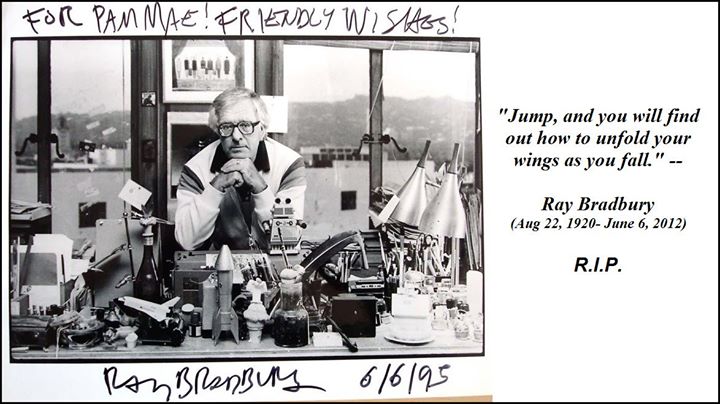 FOR PAM MAE! FRIENDLY WISHES!
RAY BRADBURY 6/6/95
"Jump, and you will find
out how to unfold your
wings as you fall." --
Ray Bradbury
(Aug 22, 1920- June 6, 2012)
R.I.P.